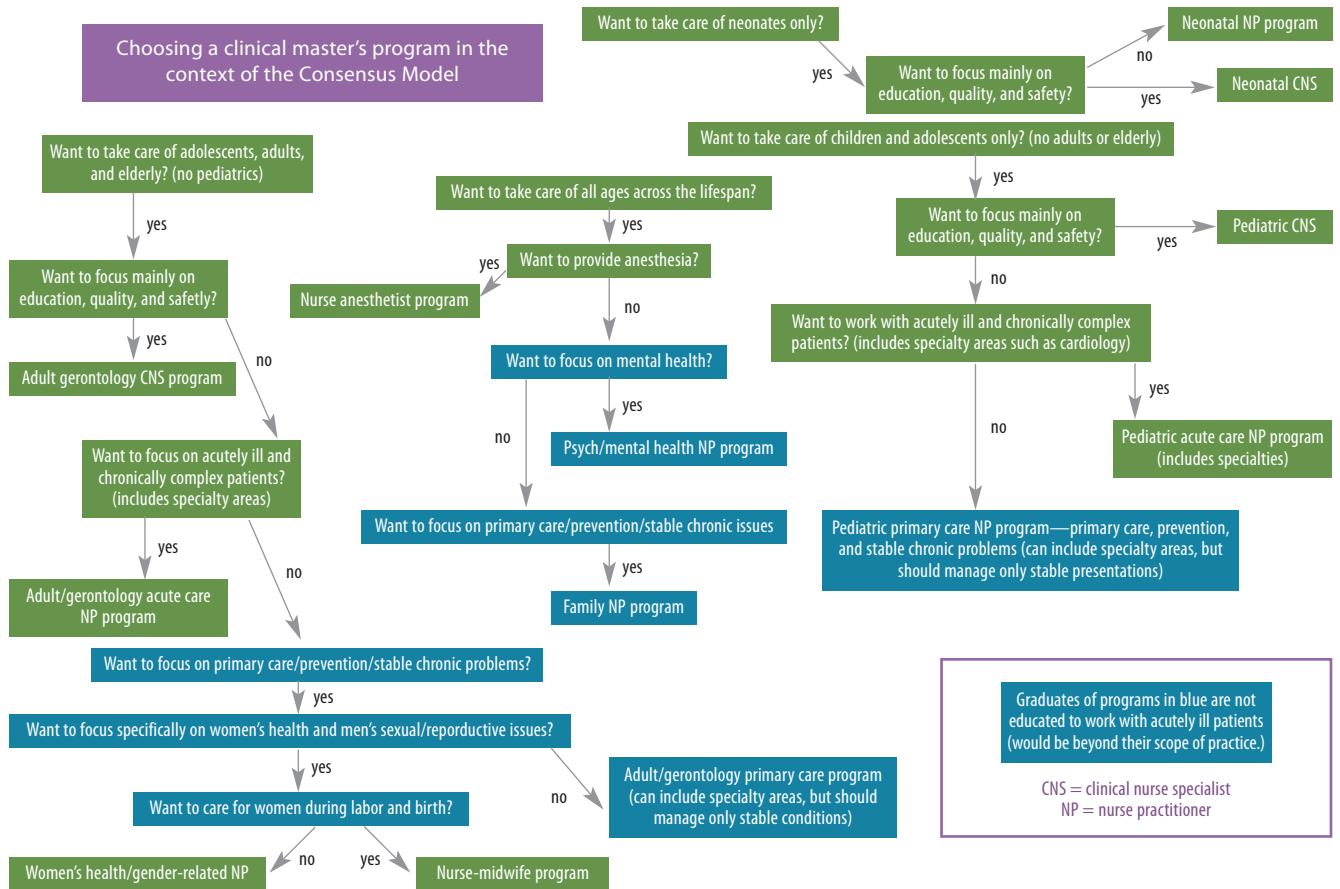 Choosing a clinical master's program in the
context of the Consensus Model
Want to take care of neonates only?
yes
Want to focus mainly on
education, quality, and safety?
no
Neonatal NP program
yes
Neonatal CNS
Want to take care of children and adolescents only? (no adults or elderly)
yes
Want to focus mainly on
education, quality, and safety?
yes
Pediatric CNS
no
Want to work with acutely ill and chronically complex
patients? (includes specialty areas such as cardiology)
yes
Pediatric acute care NP program
(includes specialties)
no
Pediatric primary care NP program—primary care, prevention,
and stable chronic problems (can include specialty areas, but
should manage only stable presentations)
Want to take care of all ages across the lifespan?
yes
Want to provide anesthesia?
yes
Nurse anesthetist program
no
Want to focus on mental health?
yes
Psych/mental health NP program
no
Want to focus on primary care/prevention/stable chronic issues
yes
Family NP program
Want to take care of adolescents, adults,
and elderly? (no pediatrics)
yes
Want to focus mainly on
education, quality, and safetly?
yes
Adult gerontology CNS program
no
Want to focus on acutely ill and
chronically complex patients?
(includes specialty areas)
yes
Adult/gerontology acute care
NP program
no
Want to focus on primary care/prevention/stable chronic problems?
yes
Want to focus specifically on women's health and men's sexual/reporductive issues?
yes
no
Adult/gerontology primary care program
(can include specialty areas, but should
manage only stable conditions)
Want to care for women during labor and birth?
no
Women's health/gender-related NP
yes
Nurse-midwife program
Graduates of programs in blue are not
educated to work with acutely ill patients
(would be beyond their scope of practice.)
CNS = clinical nurse specialist
NP = nurse practitioner